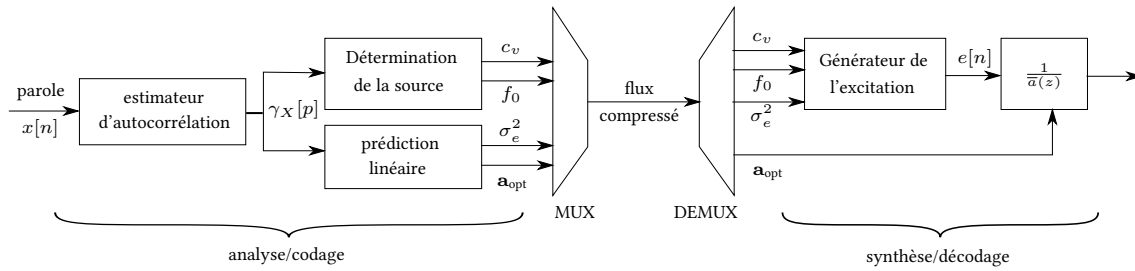 parole
x[n]
estimateur
d'autocorrélation
γ_X[p]
Détermination
de la source
c_v
f_0
prédiction
linéaire
σ_e^2
a_opt
MUX
flux
compressé
DEMUX
c_v
f_0
σ_e^2
a_opt
Générateur de
l'excitation
e[n]
1
a(z)
analyse/codage
synthèse/décodage